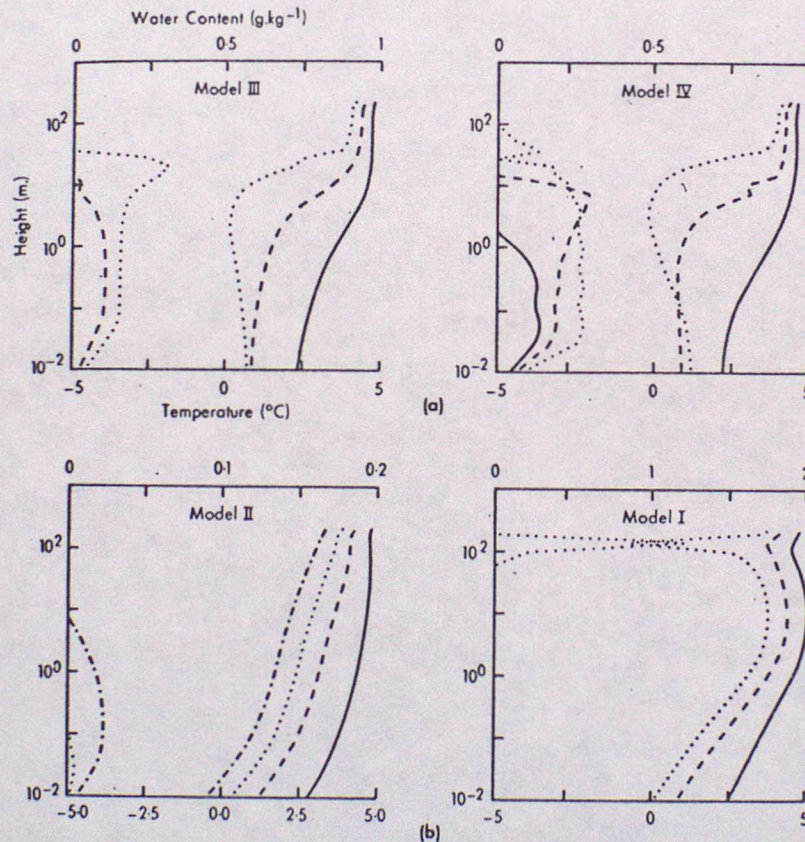 Water Content (g.kg⁻¹)
0 0·5 1
0 0·5
Model III
Model IV
10²
10⁰
10⁻²
Height (m.)
10²
10⁰
10⁻²
-5 0 5
-5 0 5
Temperature (°C)
(a)
0 0·1 0·2
0 1 2
Model II
Model I
10²
10⁰
10⁻²
10²
10⁰
10⁻²
-5·0 -2·5 0·0 2·5 5·0
-5 0 5
(b)